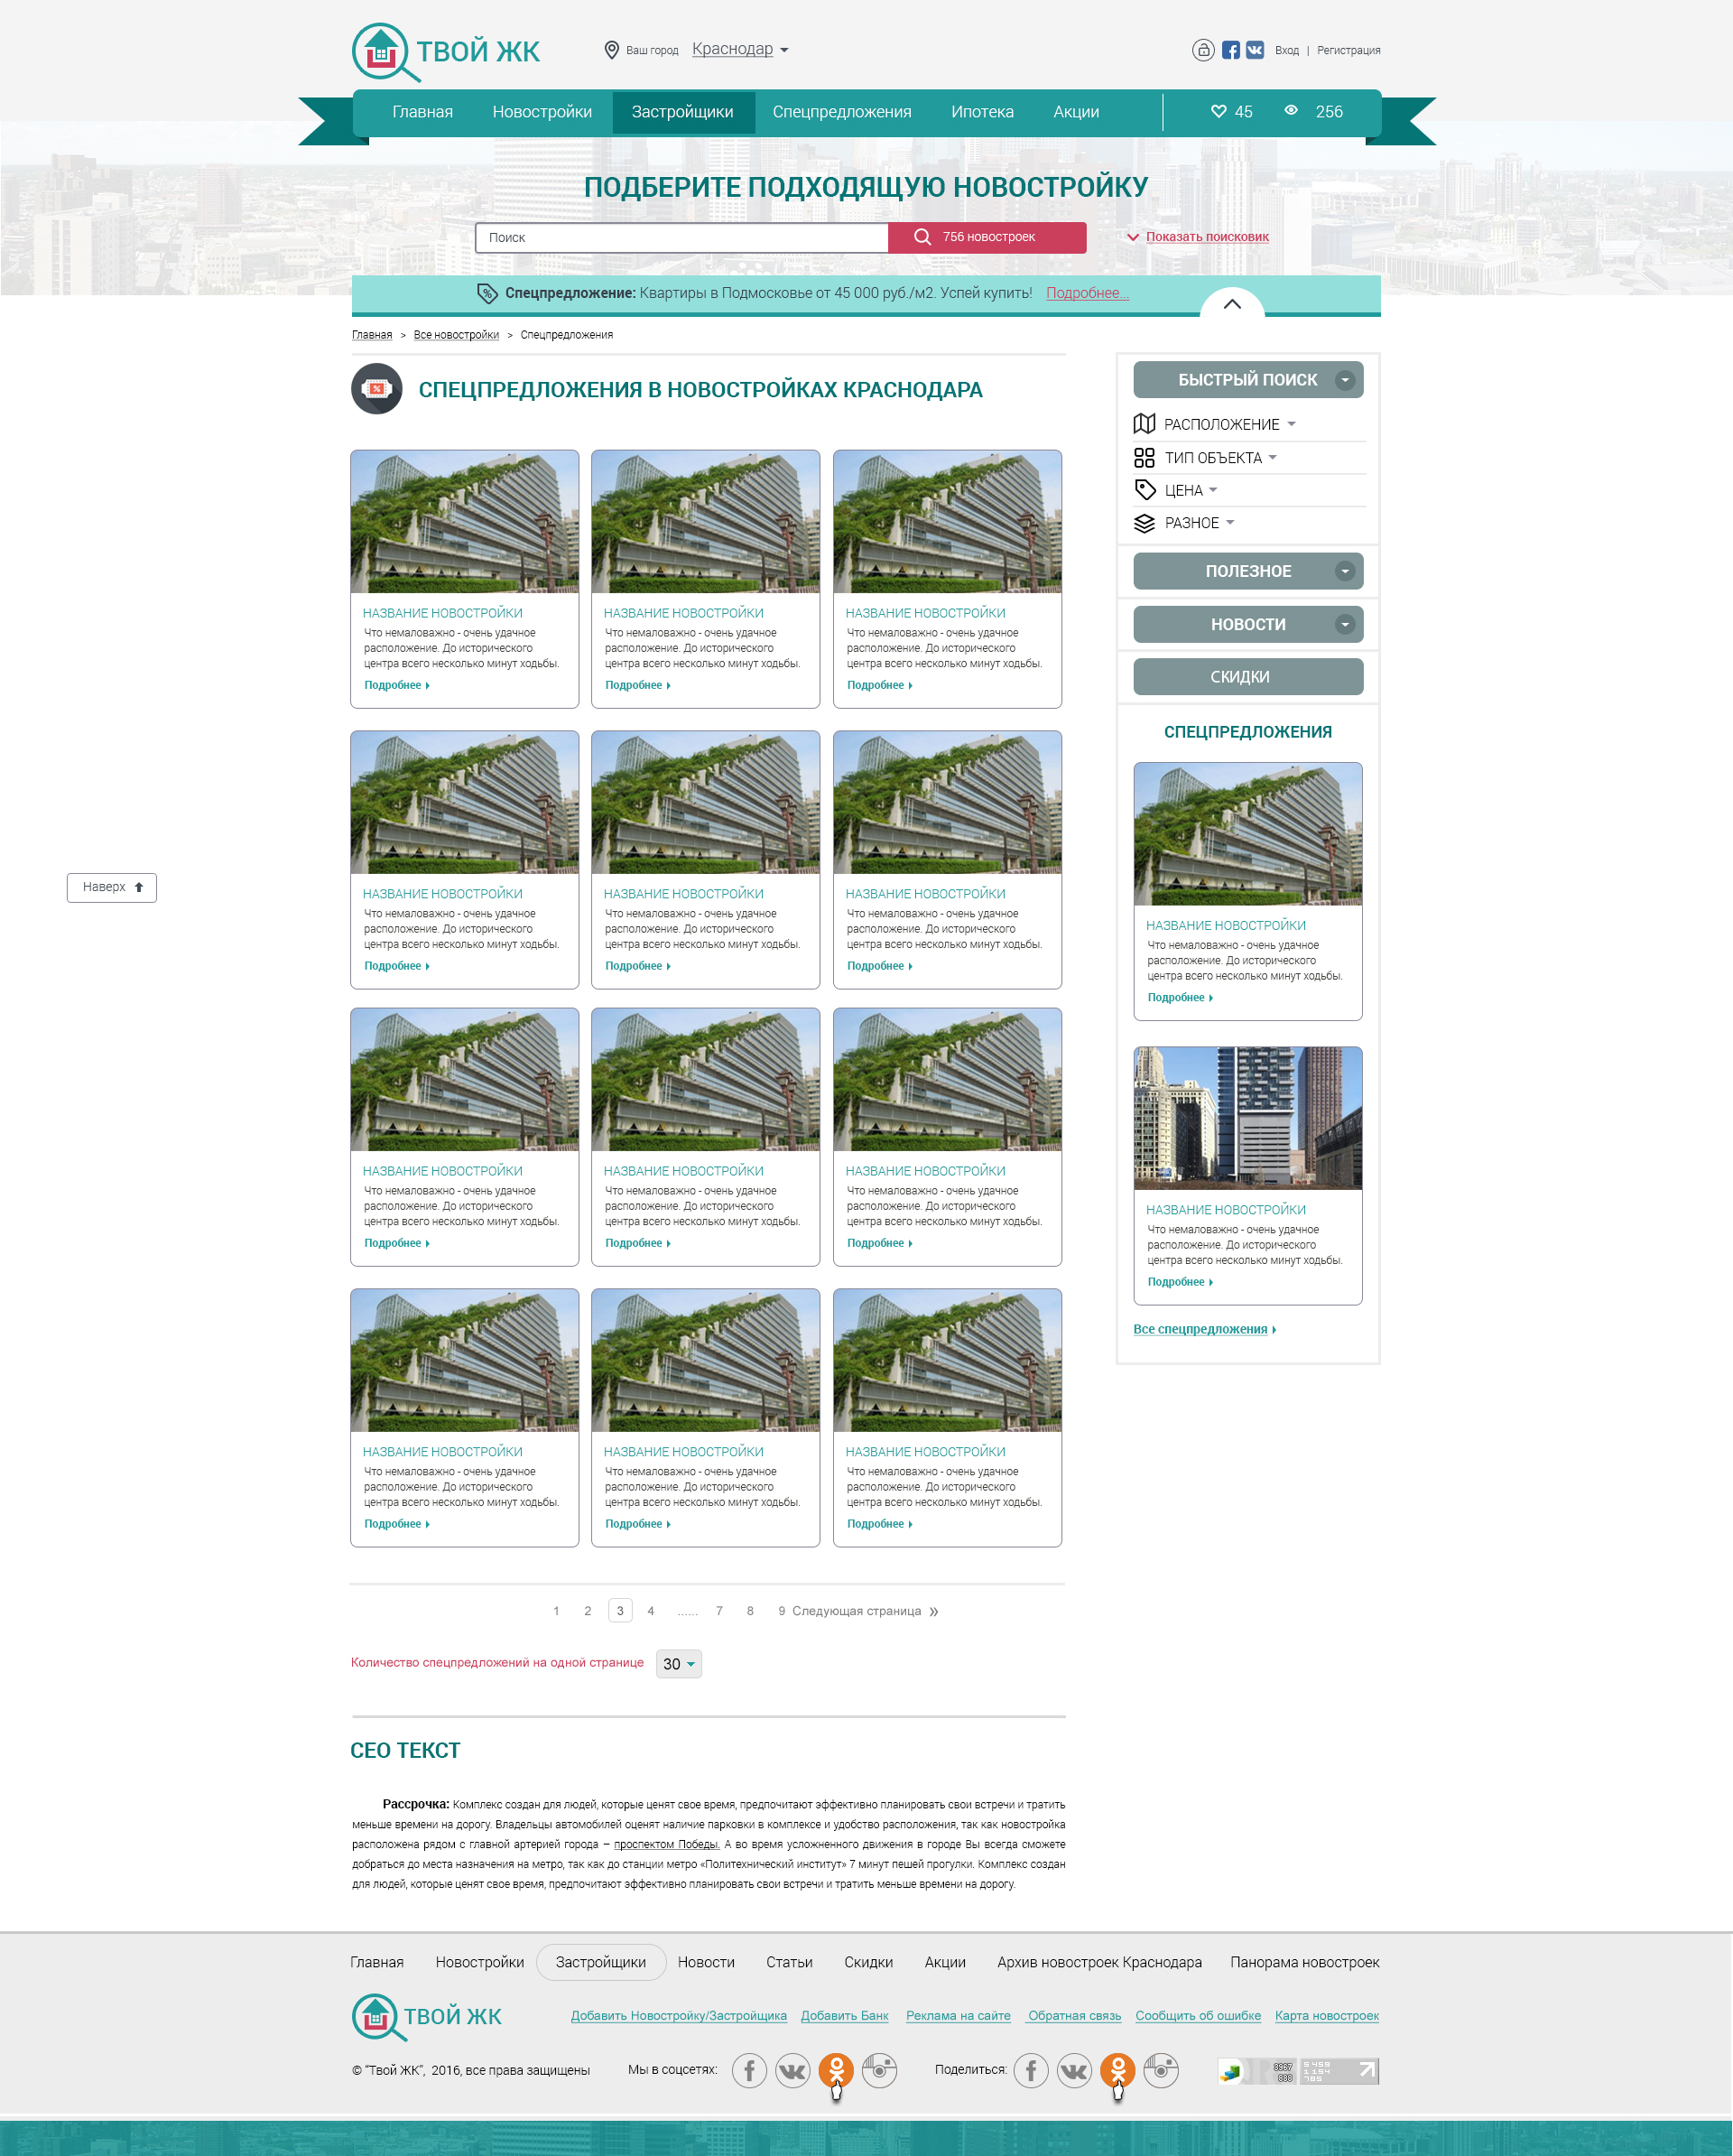 ТВОЙ ЖК
Ваш город Краснодар
Вход | Регистрация
Главная Новостройки Застройщики Спецпредложения Ипотека Акции 45 256
ПОДБЕРИТЕ ПОДХОДЯЩУЮ НОВОСТРОЙКУ
Поиск 756 новостроек Показать поисковик
Спецпредложение: Квартиры в Подмосковье от 45 000 руб./м2. Успей купить! Подробнее...
Главная > Все новостройки > Спецпредложения
СПЕЦПРЕДЛОЖЕНИЯ В НОВОСТРОЙКАХ КРАСНОДАРА
НАЗВАНИЕ НОВОСТРОЙКИ
Что немаловажно - очень удачное
расположение. До исторического
центра всего несколько минут ходьбы.
Подробнее
НАЗВАНИЕ НОВОСТРОЙКИ
Что немаловажно - очень удачное
расположение. До исторического
центра всего несколько минут ходьбы.
Подробнее
НАЗВАНИЕ НОВОСТРОЙКИ
Что немаловажно - очень удачное
расположение. До исторического
центра всего несколько минут ходьбы.
Подробнее
НАЗВАНИЕ НОВОСТРОЙКИ
Что немаловажно - очень удачное
расположение. До исторического
центра всего несколько минут ходьбы.
Подробнее
НАЗВАНИЕ НОВОСТРОЙКИ
Что немаловажно - очень удачное
расположение. До исторического
центра всего несколько минут ходьбы.
Подробнее
НАЗВАНИЕ НОВОСТРОЙКИ
Что немаловажно - очень удачное
расположение. До исторического
центра всего несколько минут ходьбы.
Подробнее
НАЗВАНИЕ НОВОСТРОЙКИ
Что немаловажно - очень удачное
расположение. До исторического
центра всего несколько минут ходьбы.
Подробнее
НАЗВАНИЕ НОВОСТРОЙКИ
Что немаловажно - очень удачное
расположение. До исторического
центра всего несколько минут ходьбы.
Подробнее
НАЗВАНИЕ НОВОСТРОЙКИ
Что немаловажно - очень удачное
расположение. До исторического
центра всего несколько минут ходьбы.
Подробнее
НАЗВАНИЕ НОВОСТРОЙКИ
Что немаловажно - очень удачное
расположение. До исторического
центра всего несколько минут ходьбы.
Подробнее
НАЗВАНИЕ НОВОСТРОЙКИ
Что немаловажно - очень удачное
расположение. До исторического
центра всего несколько минут ходьбы.
Подробнее
НАЗВАНИЕ НОВОСТРОЙКИ
Что немаловажно - очень удачное
расположение. До исторического
центра всего несколько минут ходьбы.
Подробнее
БЫСТРЫЙ ПОИСК
РАСПОЛОЖЕНИЕ
ТИП ОБЪЕКТА
ЦЕНА
РАЗНОЕ
ПОЛЕЗНОЕ
НОВОСТИ
СКИДКИ
СПЕЦПРЕДЛОЖЕНИЯ
НАЗВАНИЕ НОВОСТРОЙКИ
Что немаловажно - очень удачное
расположение. До исторического
центра всего несколько минут ходьбы.
Подробнее
НАЗВАНИЕ НОВОСТРОЙКИ
Что немаловажно - очень удачное
расположение. До исторического
центра всего несколько минут ходьбы.
Подробнее
Все спецпредложения
Наверх
1 2 3 4 ...... 7 8 9 Следующая страница »
Количество спецпредложений на одной странице 30
СЕО ТЕКСТ
Рассрочка: Комплекс создан для людей, которые ценят свое время, предпочитают эффективно планировать свои встречи и тратить
меньше времени на дорогу. Владельцы автомобилей оценят наличие парковки в комплексе и удобство расположения, так как новостройка
расположена рядом с главной артерией города – проспектом Победы. А во время усложненного движения в городе Вы всегда сможете
добраться до места назначения на метро, так как до станции метро «Политехнический институт» 7 минут пешей прогулки. Комплекс создан
для людей, которые ценят свое время, предпочитают эффективно планировать свои встречи и тратить меньше времени на дорогу.
Главная Новостройки Застройщики Новости Статьи Скидки Акции Архив новостроек Краснодара Панорама новостроек
ТВОЙ ЖК
Добавить Новостройку/Застройщика Добавить Банк Реклама на сайте Обратная связь Сообщить об ошибке Карта новостроек
© "Твой ЖК", 2016, все права защищены Мы в соцсетях: Поделиться: